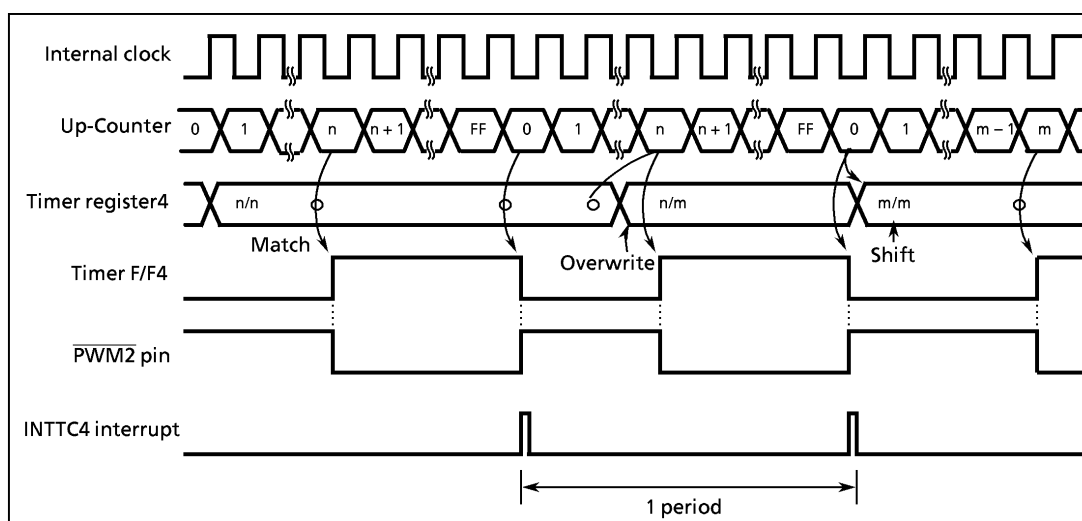 Internal clock
Up-Counter 0 1 n n + 1 FF 0 1 n n + 1 FF 0 1 m − 1 m
Timer register4 n/n n/m m/m
Match Overwrite Shift
Timer F/F4
PWM2 pin
INTTC4 interrupt
1 period